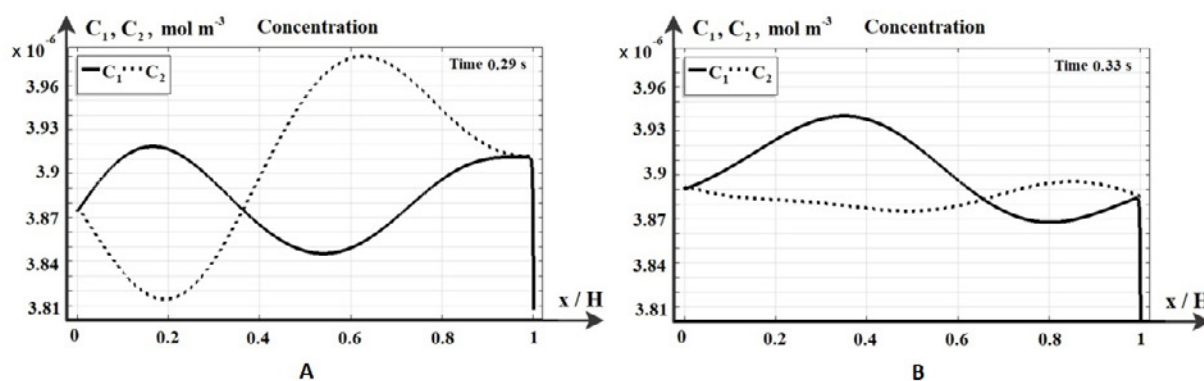 C₁, C₂, mol m⁻³ Concentration
x 10⁻⁶
C₁ C₂
Time 0.29 s
3.96
3.93
3.9
3.87
3.84
3.81
x / H
0 0.2 0.4 0.6 0.8 1
A
C₁, C₂, mol m⁻³ Concentration
x 10⁻⁶
C₁ C₂
Time 0.33 s
3.96
3.93
3.9
3.87
3.84
3.81
x / H
0 0.2 0.4 0.6 0.8 1
B